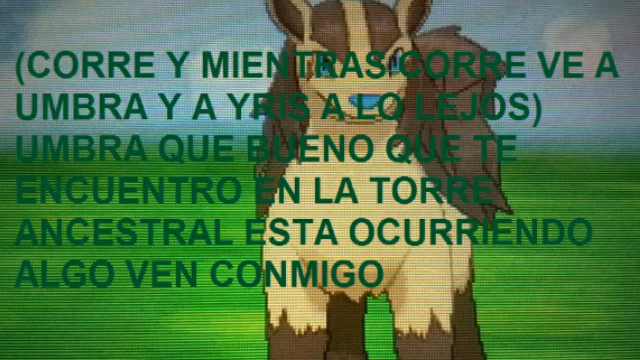 (CORRE Y MIENTRAS CORRE VE A
UMBRA Y A YRIS A LO LEJOS)
UMBRA QUE BUENO QUE TE
ENCUENTRO EN LA TORRE
ANCESTRAL ESTA OCURRIENDO
ALGO VEN CONMIGO